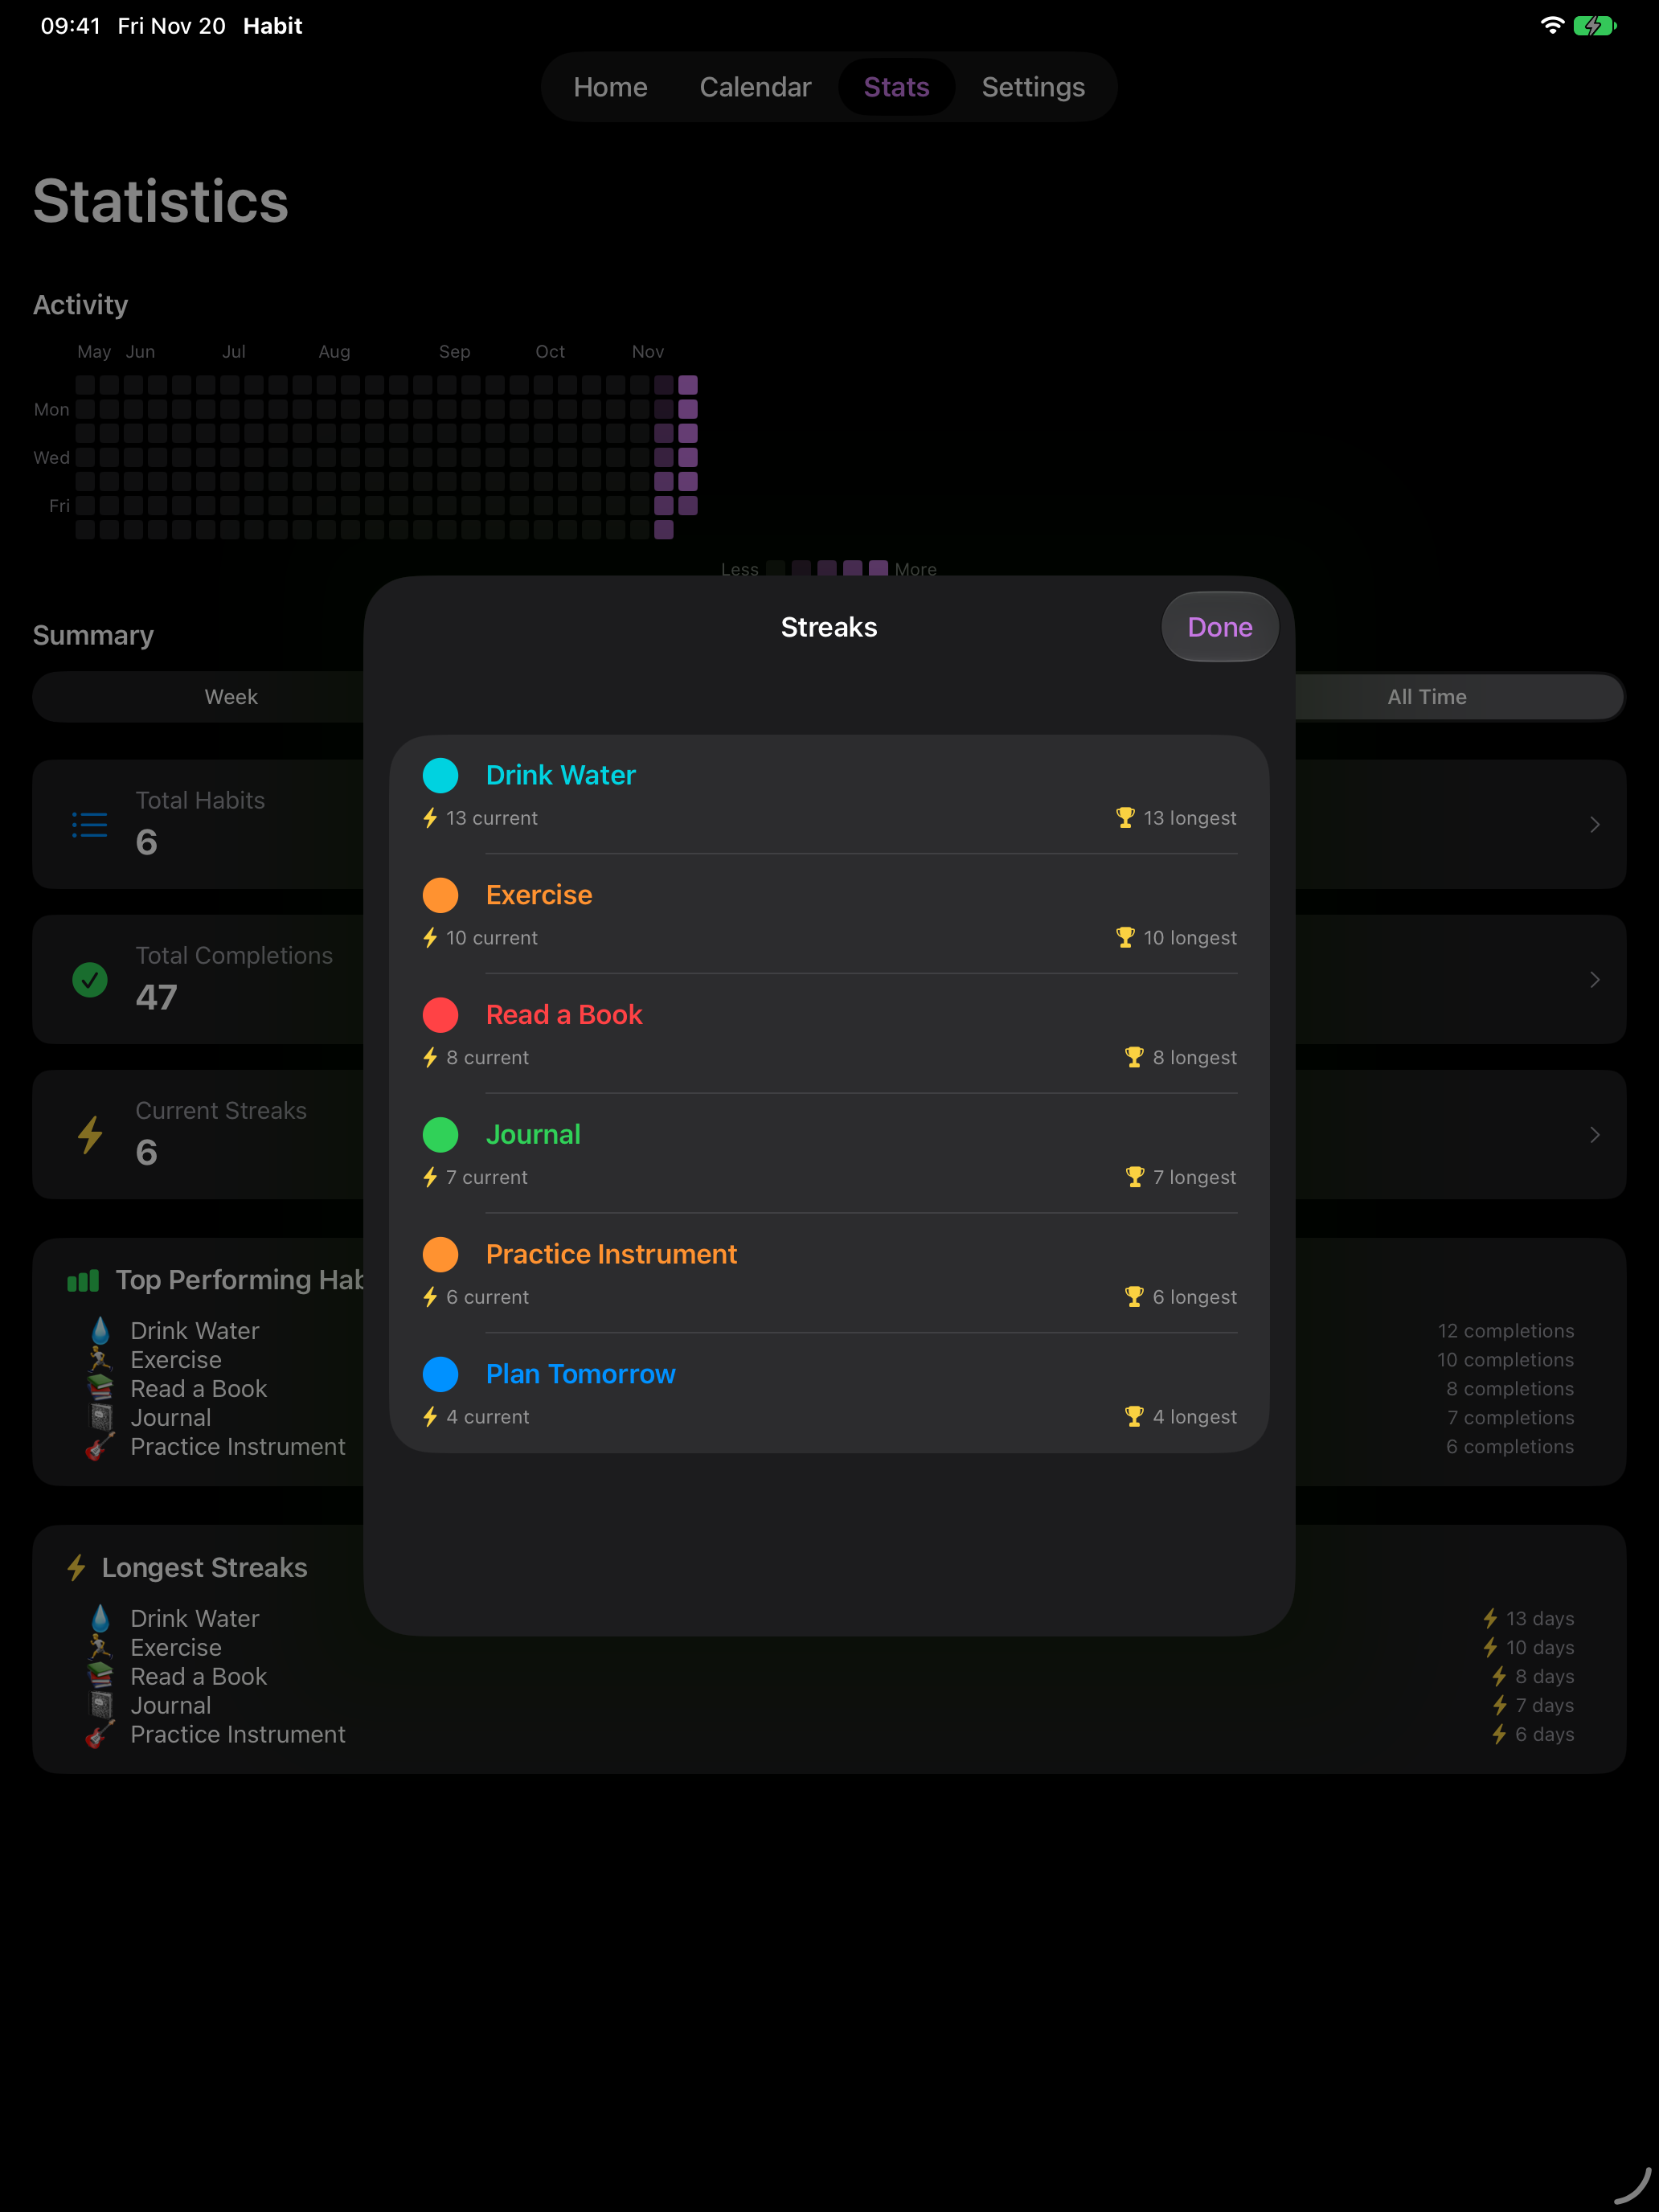 09:41 Fri Nov 20 Habit
Home Calendar Stats Settings
Statistics
Activity
May Jun Jul Aug Sep Oct Nov
Mon
Wed
Fri
Less More
Summary
Week All Time
Total Habits
6
Total Completions
47
Current Streaks
6
Streaks Done
Drink Water
13 current 13 longest
Exercise
10 current 10 longest
Read a Book
8 current 8 longest
Journal
7 current 7 longest
Practice Instrument
6 current 6 longest
Plan Tomorrow
4 current 4 longest
Top Performing Hab
Drink Water 12 completions
Exercise 10 completions
Read a Book 8 completions
Journal 7 completions
Practice Instrument 6 completions
Longest Streaks
Drink Water 13 days
Exercise 10 days
Read a Book 8 days
Journal 7 days
Practice Instrument 6 days